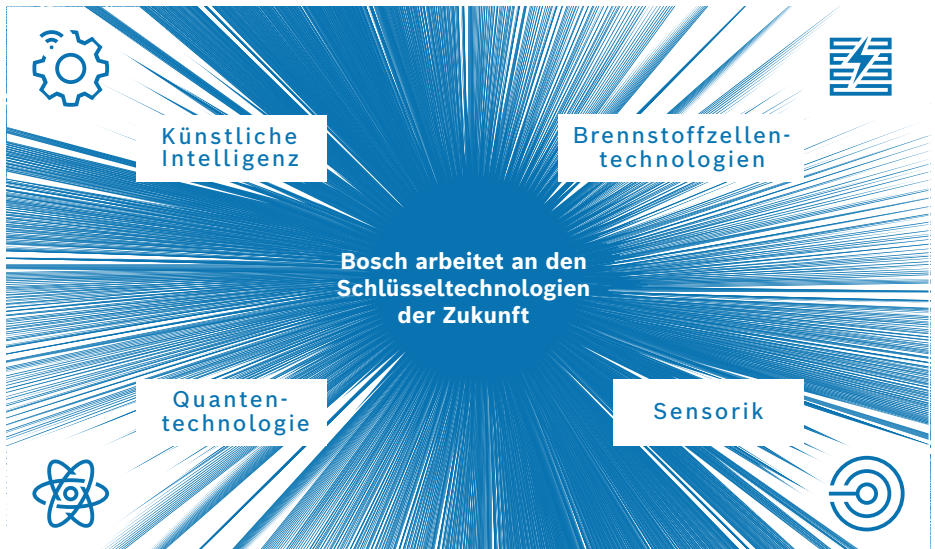 Künstliche
Intelligenz
Brennstoffzellen-
technologien
Bosch arbeitet an den
Schlüsseltechnologien
der Zukunft
Quanten-
technologie
Sensorik